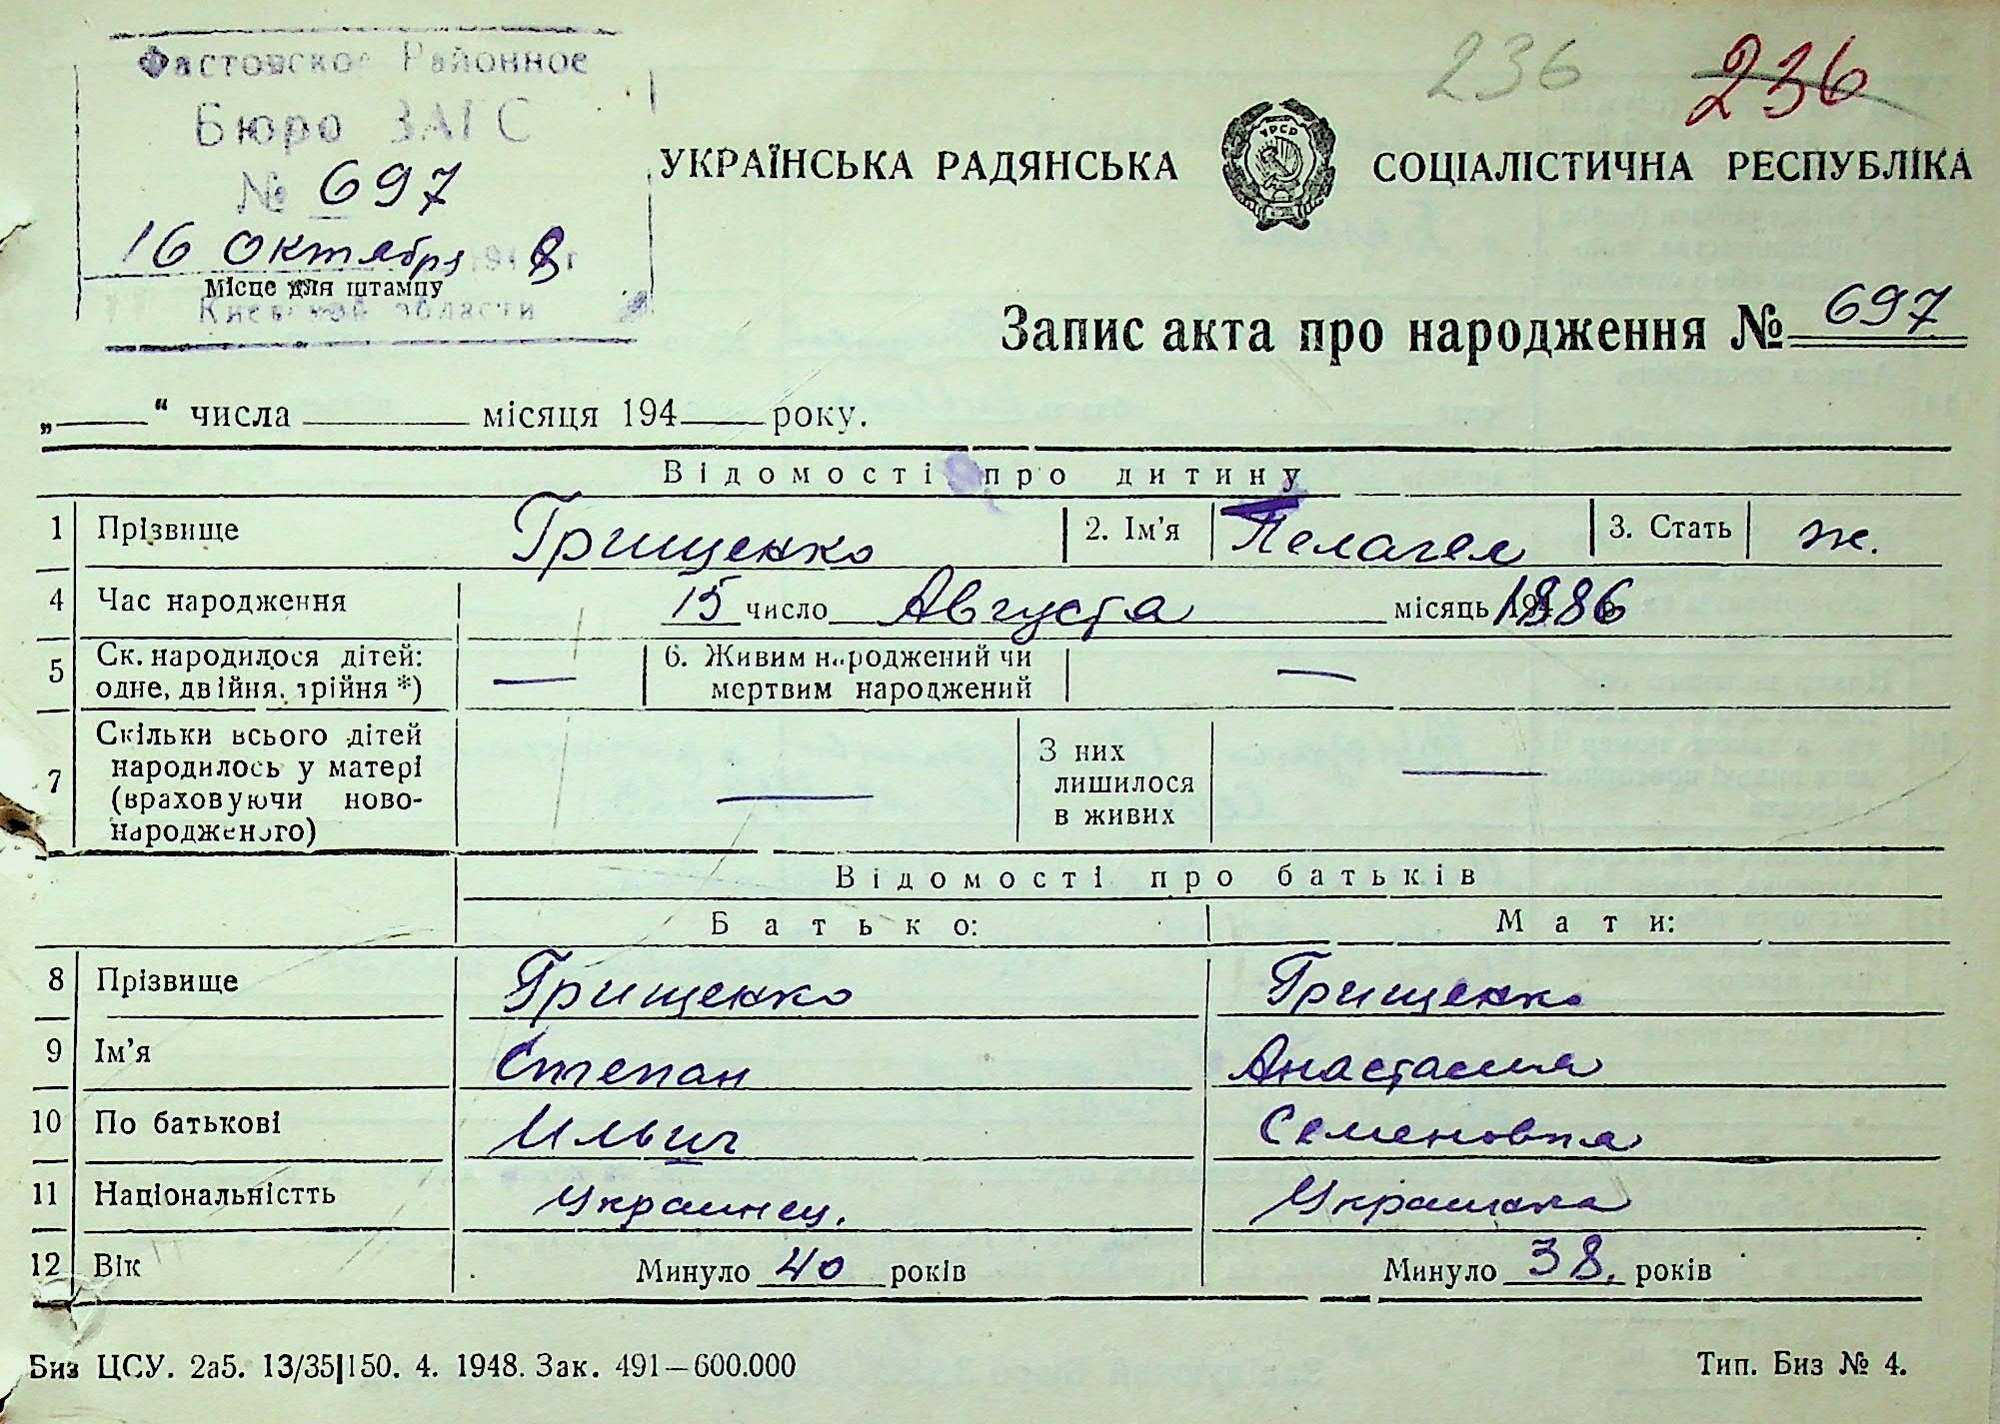 236 236
Фастовское Районное
Бюро ЗАГС
№ 697
16 Октября 1948 г
Місце для штампу
Киевской области
УРСР
УКРАЇНСЬКА РАДЯНСЬКА СОЦІАЛІСТИЧНА РЕСПУБЛІКА
Запис акта про народження № 697
„ “ числа місяця 194 року.
Відомості про дитину
1 Прізвище Грищенко 2. Ім’я Пелагея 3. Стать ж.
4 Час народження 15 число Августа місяць 1886
5 Ск. народилося дітей: одне, двійня, трійня *) — 6. Живим народжений чи мертвим народжений —
7 Скільки всього дітей народилось у матері (враховуючи ново-народженого) — З них лишилося в живих —
Відомості про батьків
Батько: Мати:
8 Прізвище Грищенко Грищенко
9 Ім’я Степан Анастасия
10 По батькові Ильич Семеновна
11 Національністть Украинец. Украинка
12 Вік Минуло 40 років Минуло 38. років
Биз ЦСУ. 2а5. 13/35|150. 4. 1948. Зак. 491—600.000 Тип. Биз № 4.